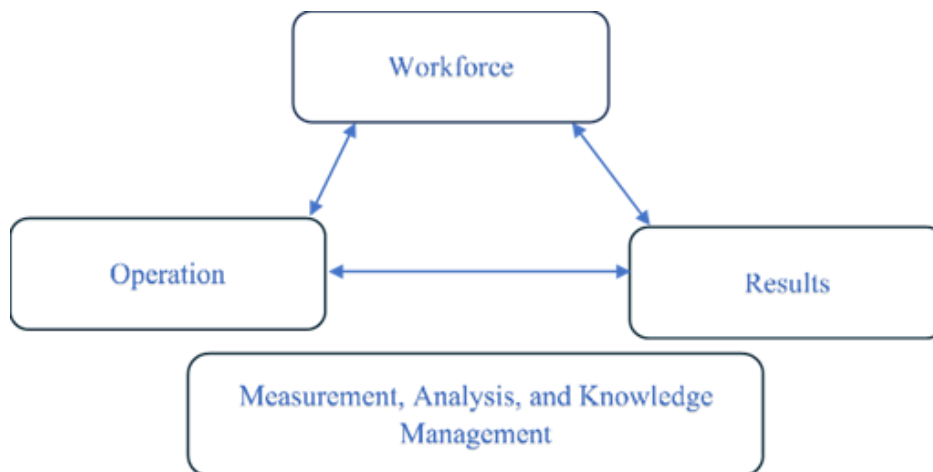 Workforce
Operation
Results
Measurement, Analysis, and Knowledge
Management